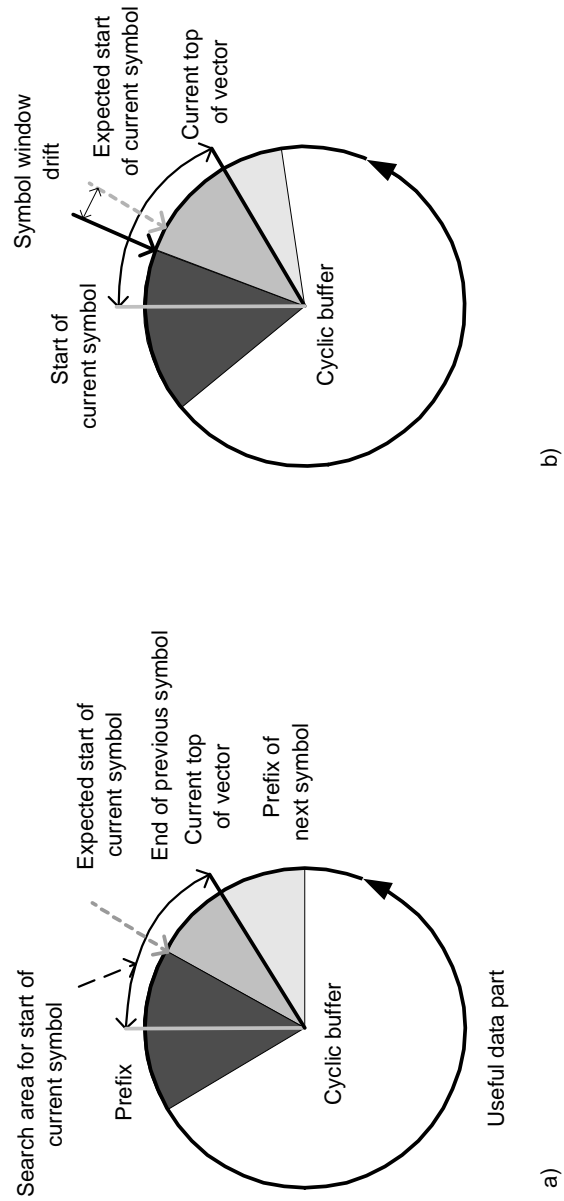 Search area for start of
current symbol
Expected start of
current symbol
Prefix
End of previous symbol
Current top
of vector
Prefix of
next symbol
Cyclic buffer
Useful data part
a)
Symbol window
drift
Expected start
of current symbol
Start of
current symbol
Current top
of vector
Cyclic buffer
b)